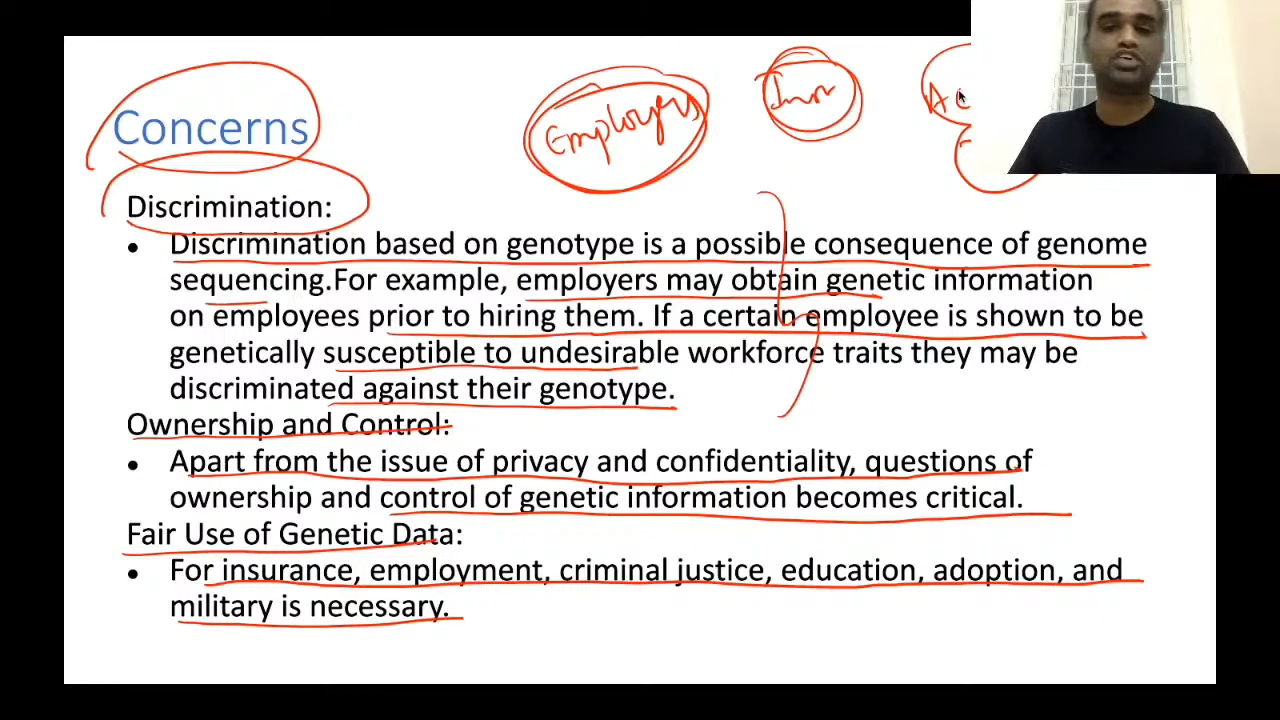 Employers
Concerns
Discrimination:
• Discrimination based on genotype is a possible consequence of genome
sequencing.For example, employers may obtain genetic information
on employees prior to hiring them. If a certain employee is shown to be
genetically susceptible to undesirable workforce traits they may be
discriminated against their genotype.
Ownership and Control:
• Apart from the issue of privacy and confidentiality, questions of
ownership and control of genetic information becomes critical.
Fair Use of Genetic Data:
• For insurance, employment, criminal justice, education, adoption, and
military is necessary.